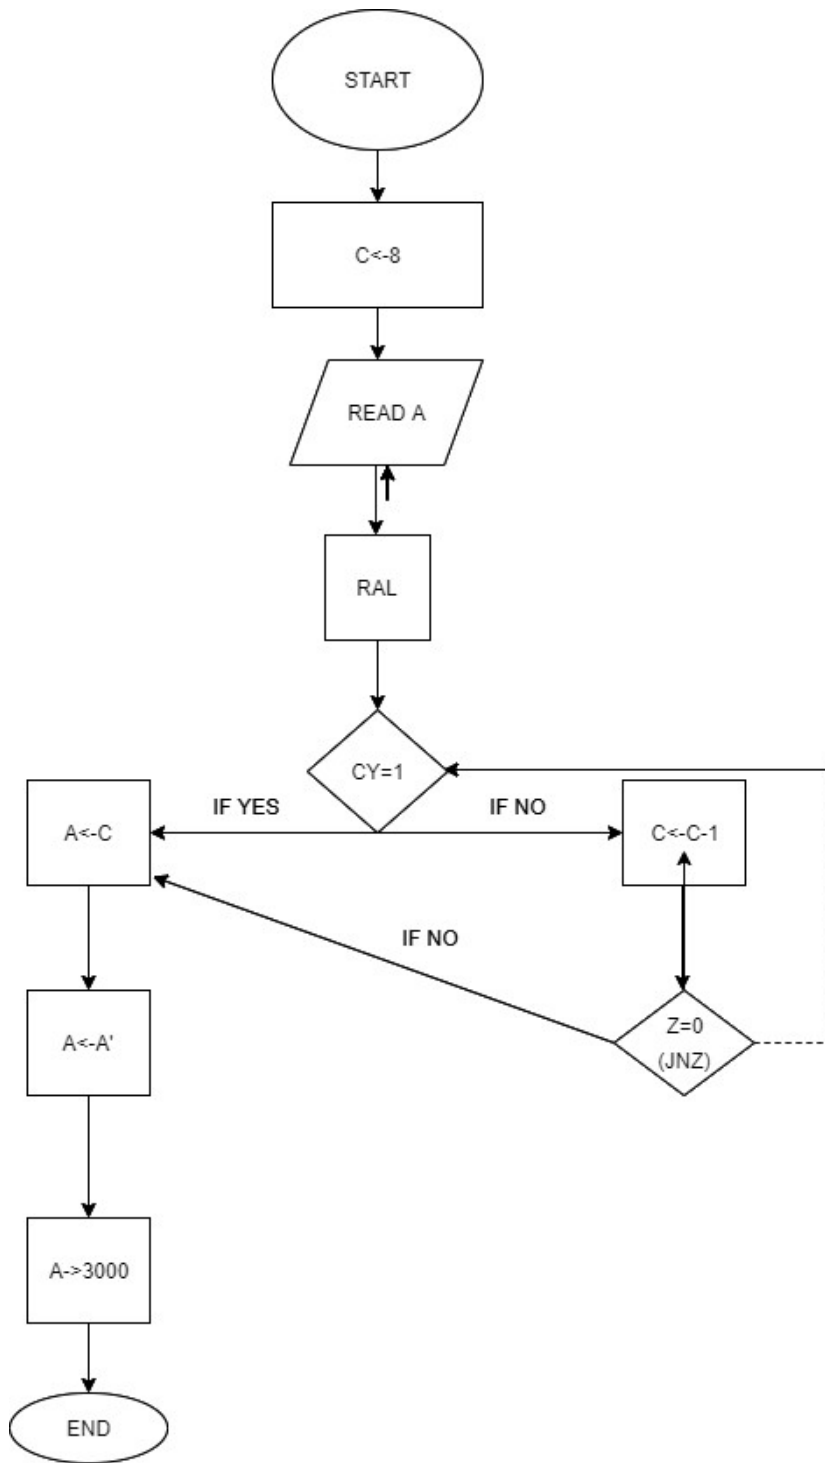 START
C<-8
READ A
RAL
CY=1
IF YES
IF NO
A<-C
C<-C-1
IF NO
A<-A'
Z=0
(JNZ)
A->3000
END